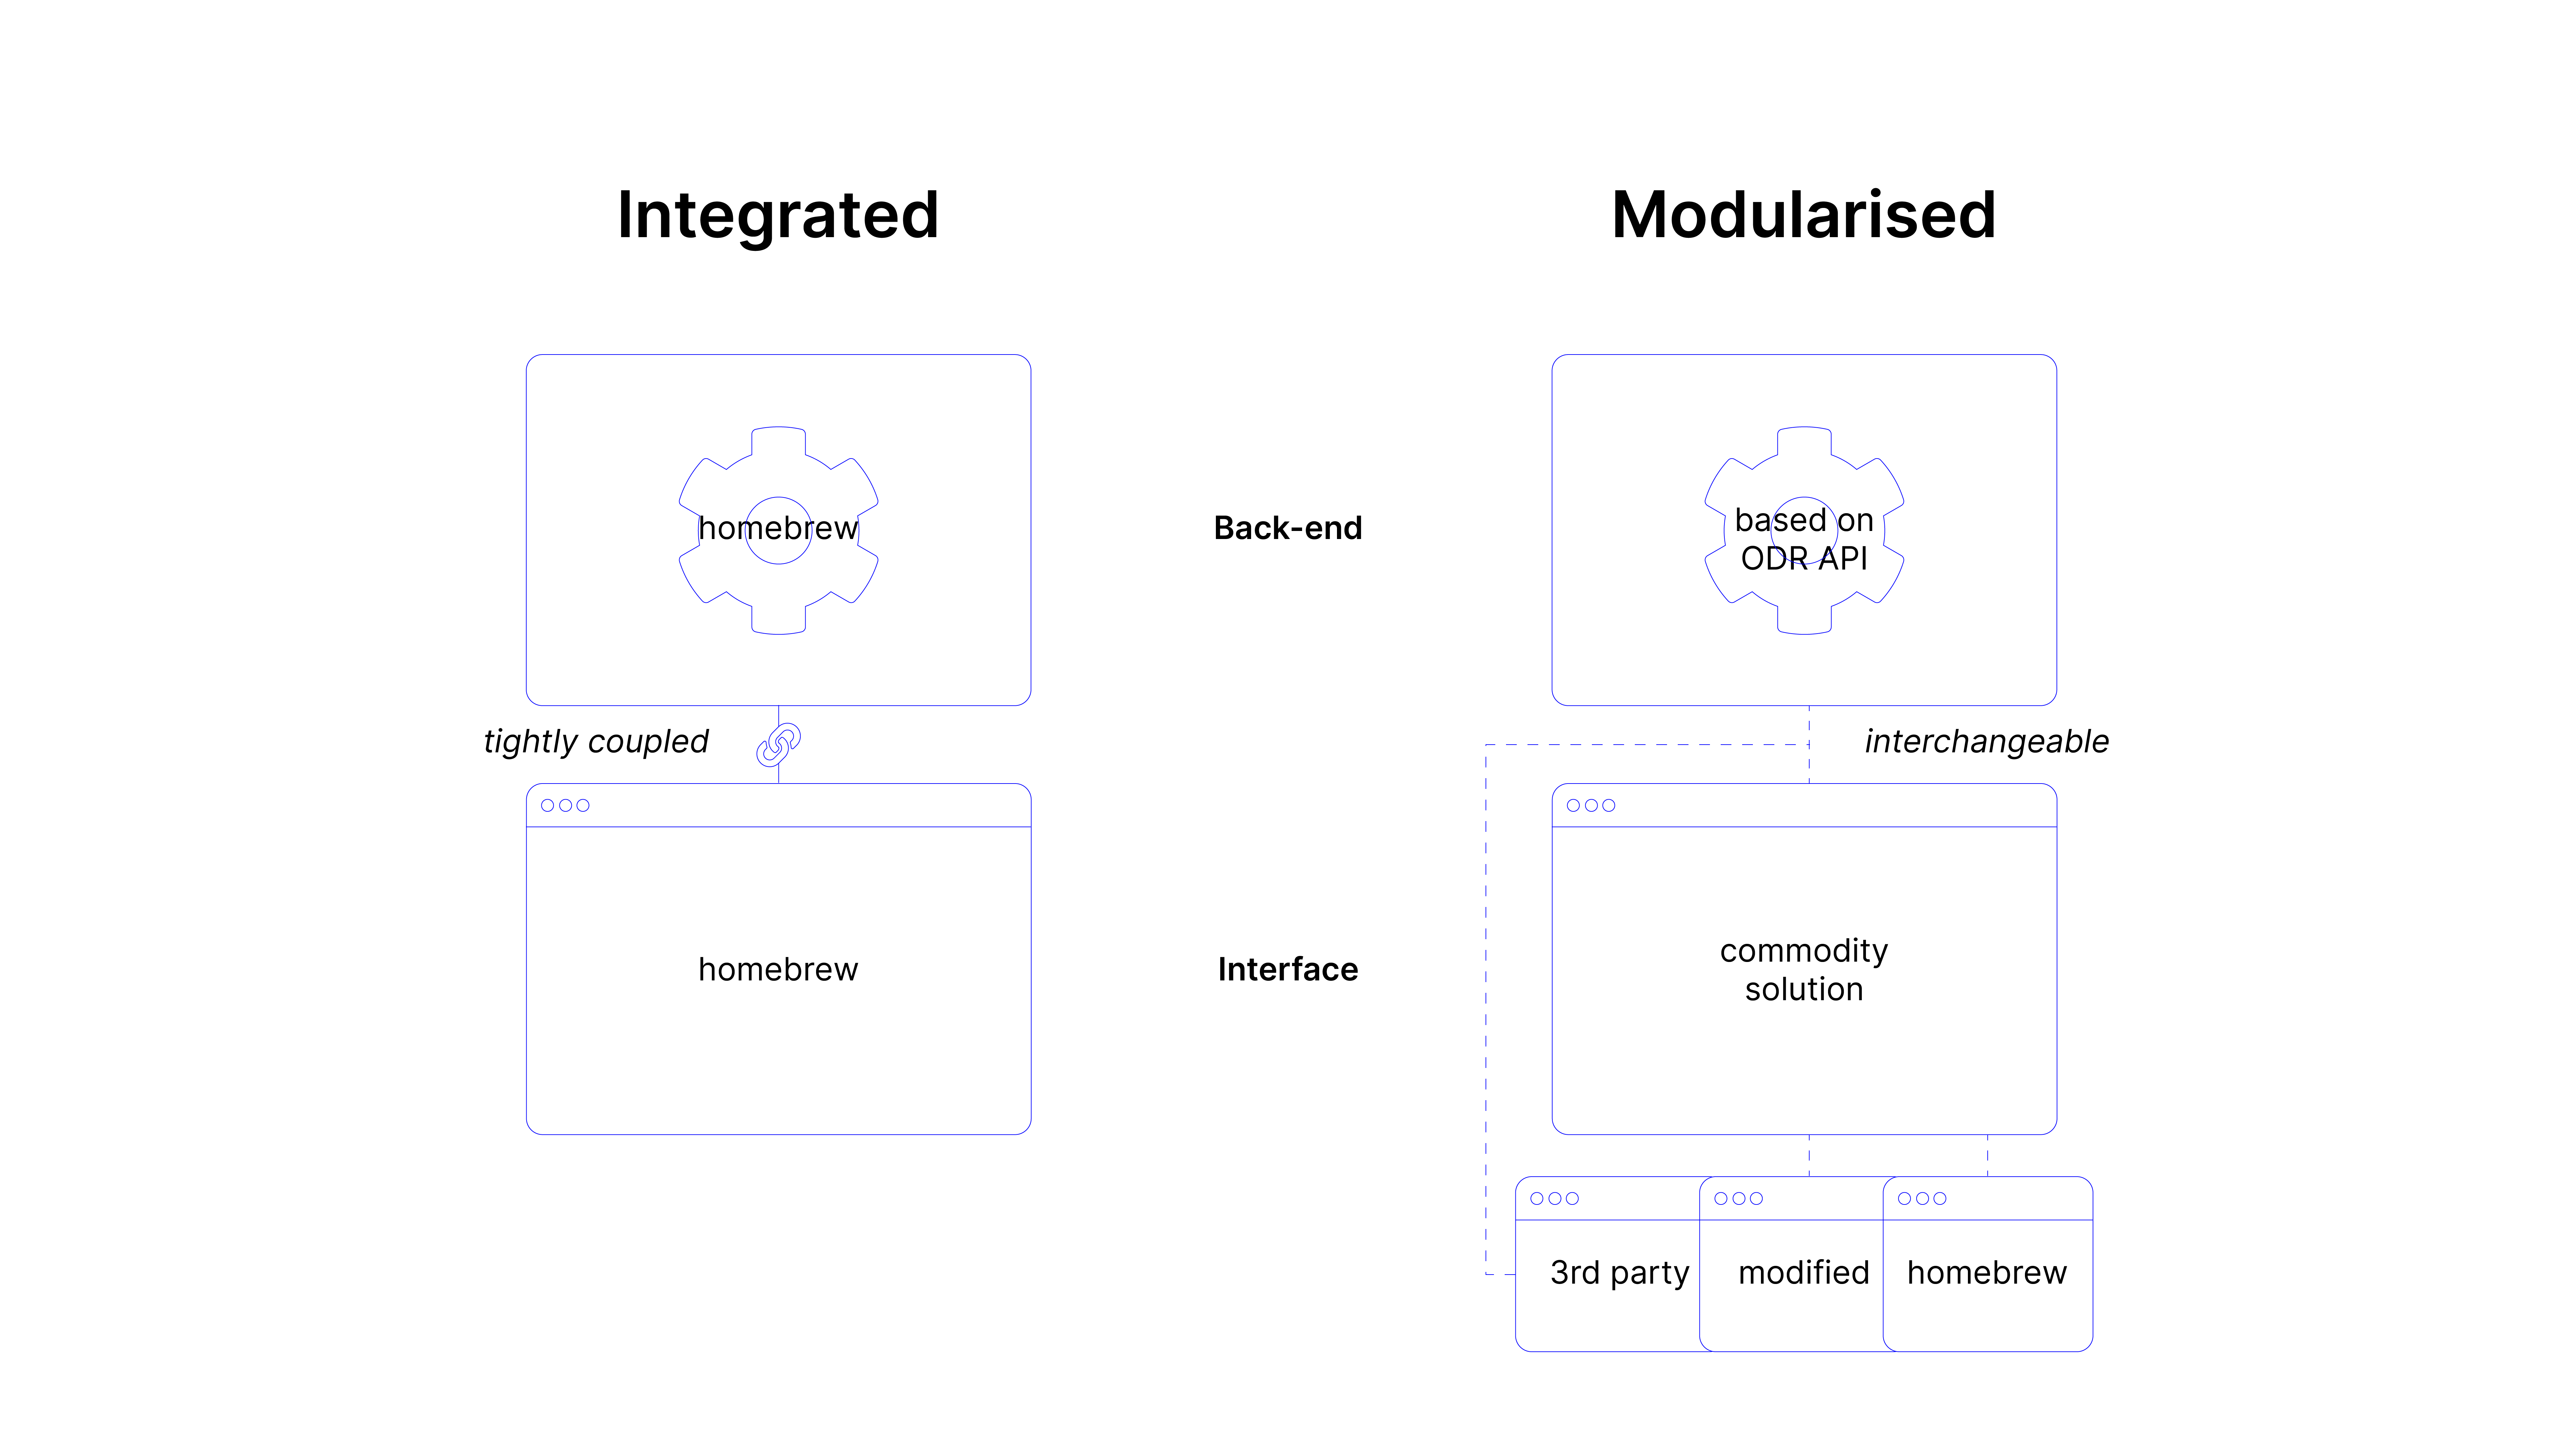 Integrated
Modularised
homebrew
Back-end
based on
ODR API
tightly coupled
interchangeable
homebrew
Interface
commodity
solution
3rd party
modified
homebrew